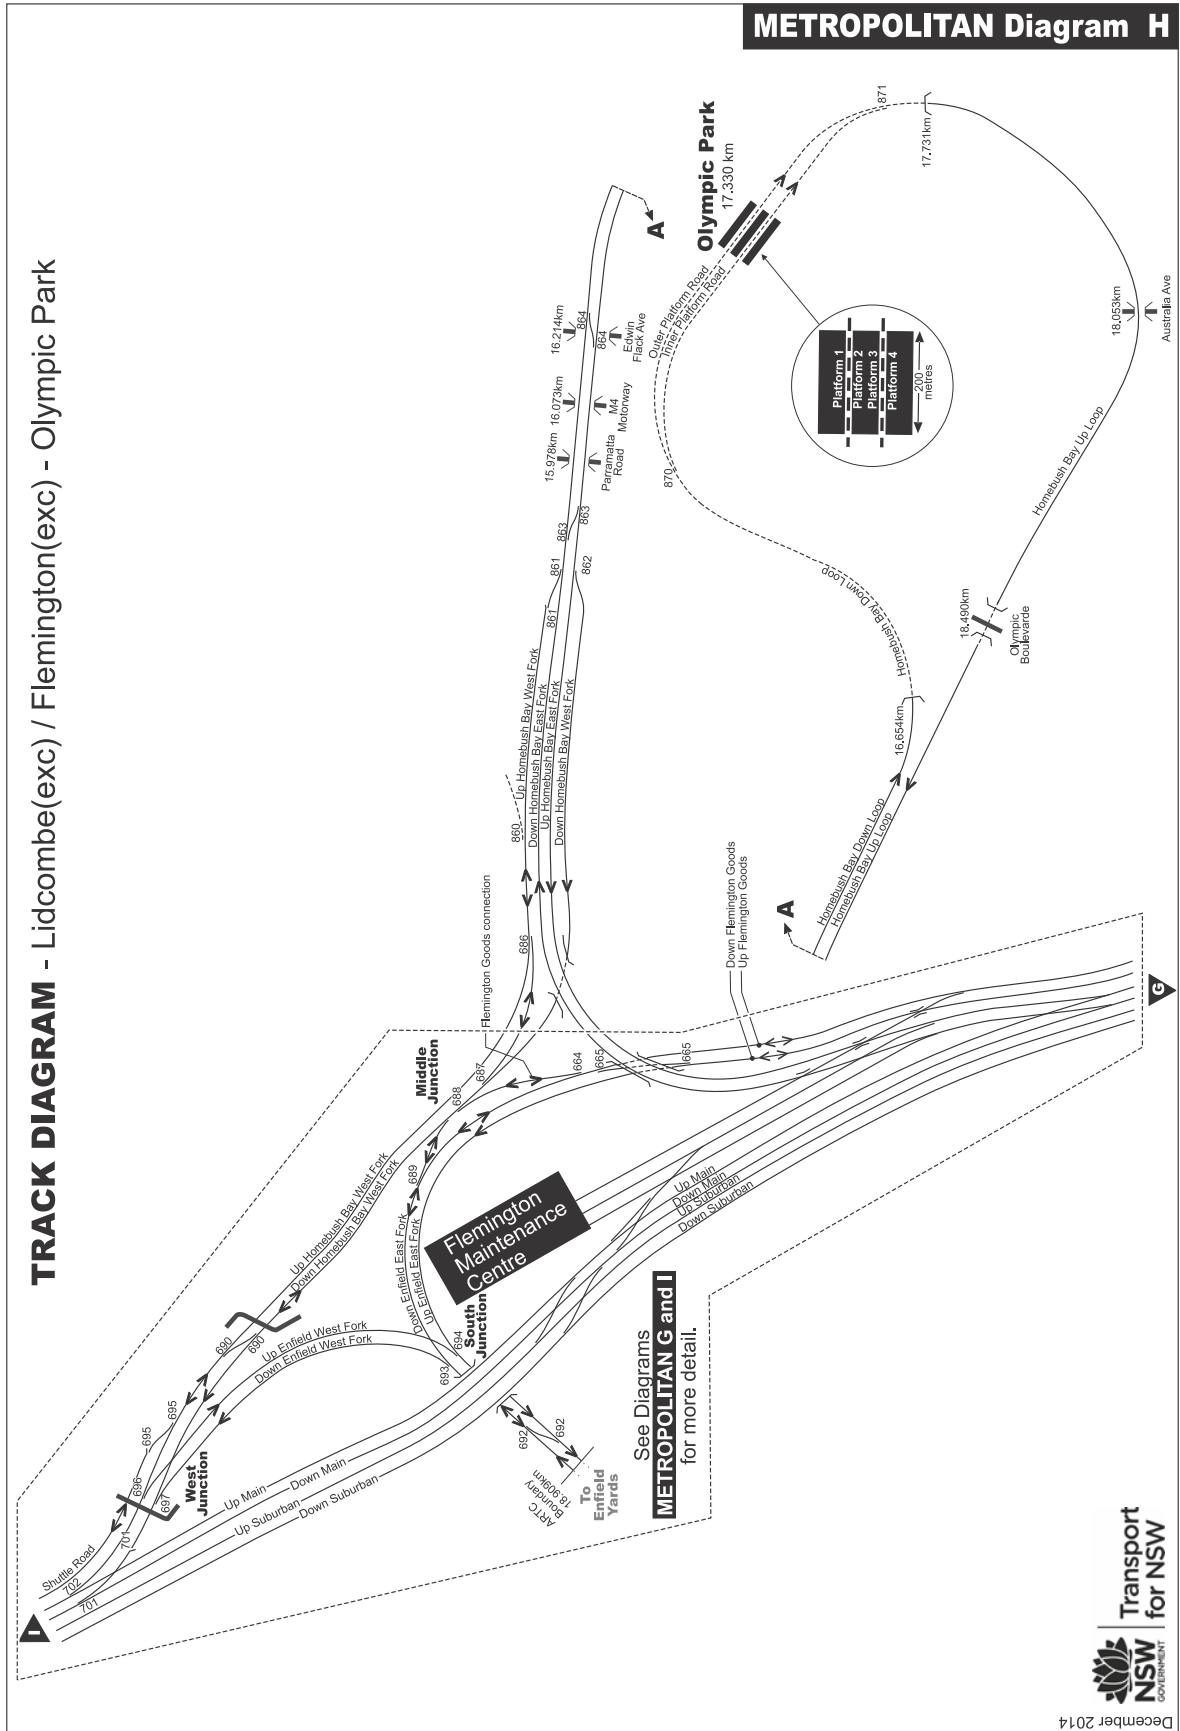 METROPOLITAN Diagram H
TRACK DIAGRAM - Lidcombe(exc) / Flemington(exc) - Olympic Park
Olympic Park
17.330 km
871
17.731km
A
16.214km
864
864
Edwin
Flack Ave
16.073km
M4
Motorway
15.978km
Parramatta
Road
863
863
861
861
862
Outer Platform Road
Inner Platform Road
870
Platform 1
Platform 2
Platform 3
Platform 4
200
metres
18.053km
Australia Ave
Homebush Bay Up Loop
Homebush Bay Down Loop
18.490km
Olympic
Boulevarde
16.654km
Homebush Bay Down Loop
Homebush Bay Up Loop
A
Up Homebush Bay West Fork
Down Homebush Bay East Fork
Up Homebush Bay East Fork
Down Homebush Bay West Fork
860
686
Flemington Goods connection
Down Flemington Goods
Up Flemington Goods
G
Middle
Junction
687
688
664
665
665
689
Up Homebush Bay West Fork
Down Homebush Bay West Fork
Down Enfield East Fork
Up Enfield East Fork
Flemington
Maintenance
Centre
Up Main
Down Main
Up Suburban
Down Suburban
690
690
Up Enfield West Fork
Down Enfield West Fork
693
694
South
Junction
695
695
696
697
West
Junction
Up Main
Down Main
Up Suburban
Down Suburban
692
692
ARTC
Boundary
18.909km
To
Enfield
Yards
See Diagrams
METROPOLITAN G and I
for more detail.
Shuttle Road
702
701
701
I
NSW
GOVERNMENT
Transport
for NSW
December 2014